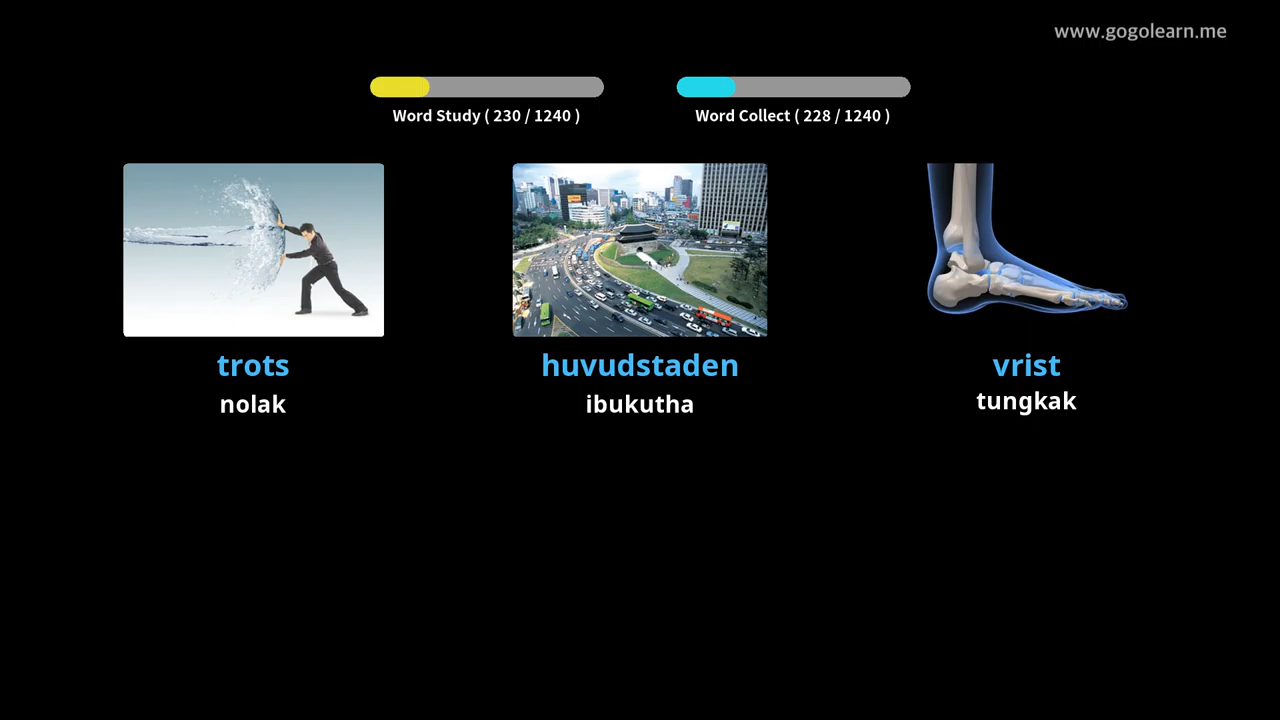 www.gogolearn.me
Word Study ( 230 / 1240 )
Word Collect ( 228 / 1240 )
trots
huvudstaden
vrist
nolak
ibukutha
tungkak